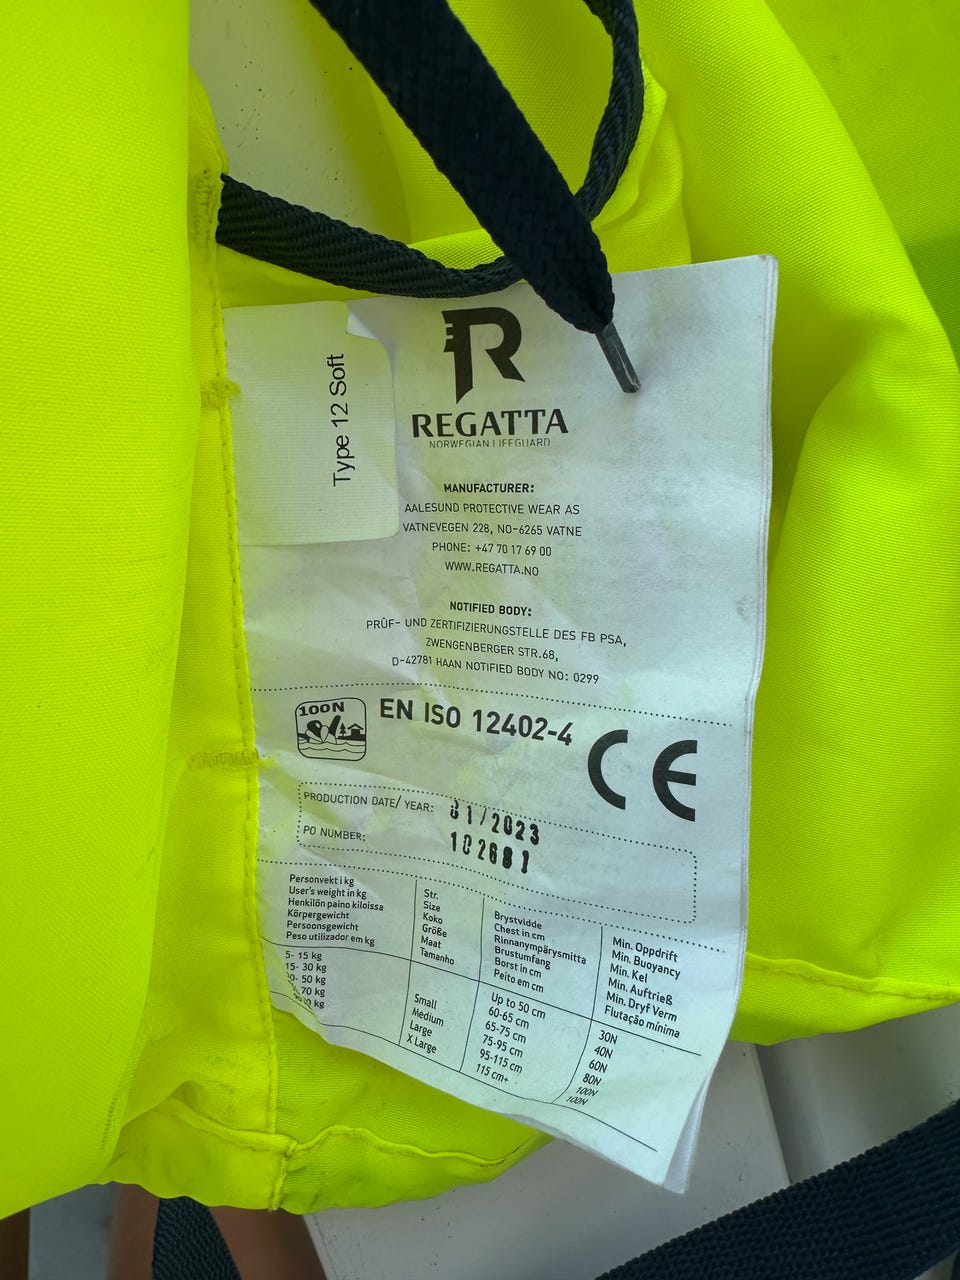 Type 12 Soft
R
REGATTA
NORWEGIAN LIFEGUARD
MANUFACTURER:
AALESUND PROTECTIVE WEAR AS
VATNEVEGEN 228, NO-6265 VATNE
PHONE: +47 70 17 69 00
WWW.REGATTA.NO
NOTIFIED BODY:
PRÜF- UND ZERTIFIZIERUNGSTELLE DES FB PSA,
ZWENGENBERGER STR.68,
D-42781 HAAN NOTIFIED BODY NO: 0299
100N
EN ISO 12402-4
CE
PRODUCTION DATE/ YEAR: 01/2023
PO NUMBER: 102681
Personvekt i kg
User's weight in kg
Henkilön paino kiloissa
Körpergewicht
Persoonsgewicht
Peso utilizador em kg
Str.
Size
Koko
Größe
Maat
Tamanho
Brystvidde
Chest in cm
Rinnanympärysmitta
Brustumfang
Borst in cm
Peito em cm
Min. Oppdrift
Min. Buoyancy
Min. Kel
Min. Auftrieß
Min. Dryf Verm
Flutação mínima
5- 15 kg
15- 30 kg
50 kg
70 kg
kg
Small
Medium
Large
X Large
Up to 50 cm
60-65 cm
65-75 cm
75-95 cm
95-115 cm
115 cm+
30N
40N
60N
80N
100N
100N